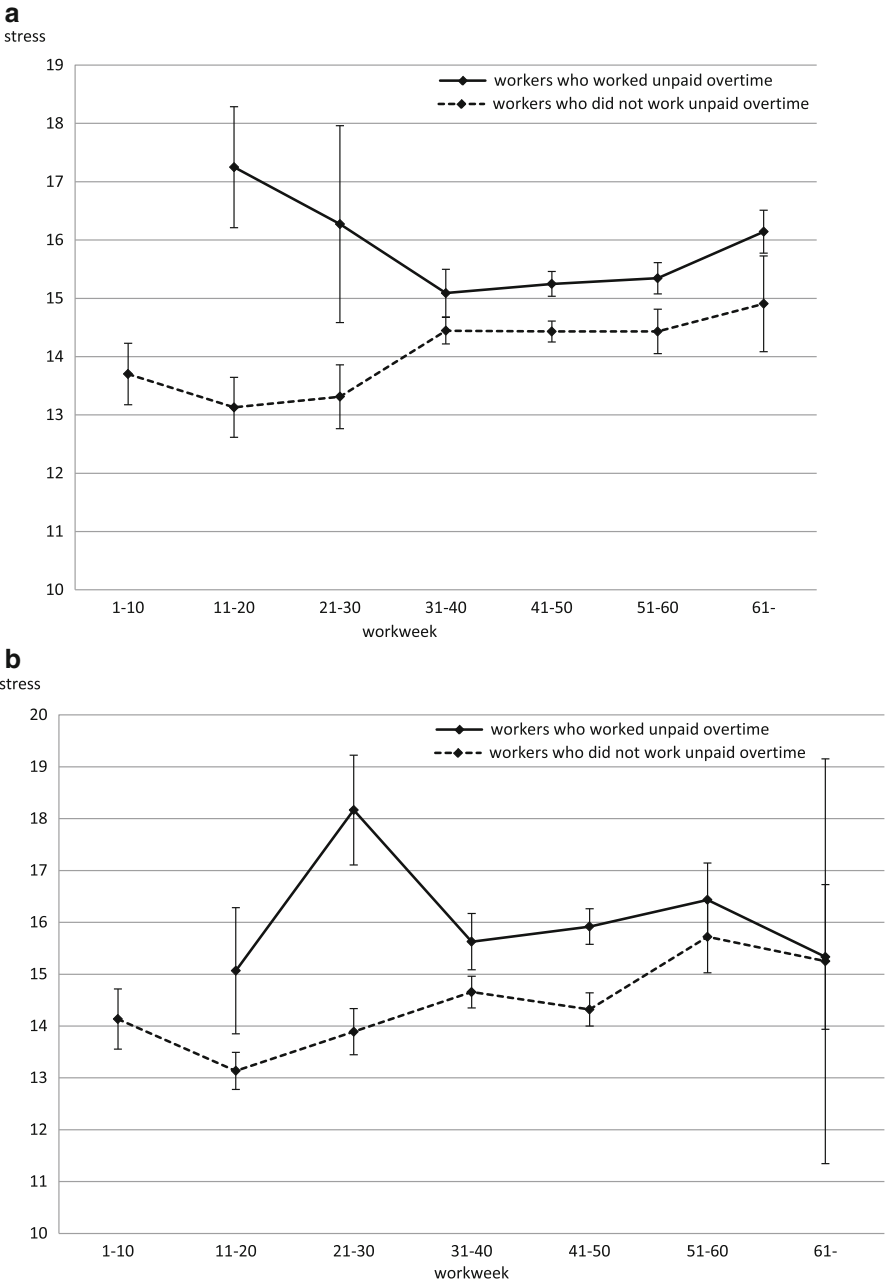 a
stress
19
workers who worked unpaid overtime
workers who did not work unpaid overtime
18
17
16
15
14
13
12
11
10
1-10 11-20 21-30 31-40 41-50 51-60 61-
workweek
b
stress
20
workers who worked unpaid overtime
workers who did not work unpaid overtime
19
18
17
16
15
14
13
12
11
10
1-10 11-20 21-30 31-40 41-50 51-60 61-
workweek